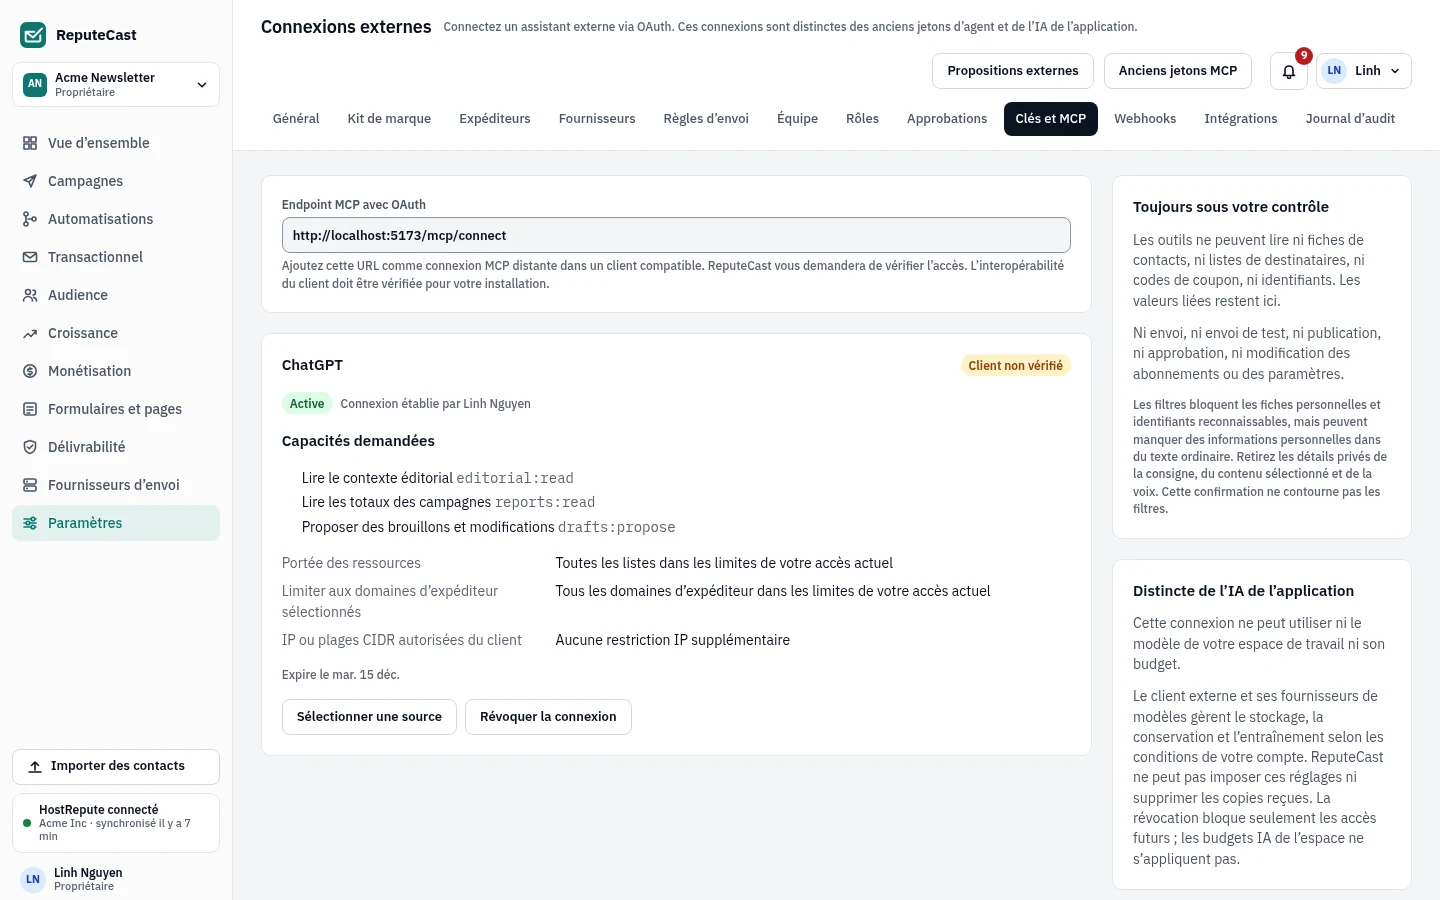 ReputeCast
AN
Acme Newsletter
Propriétaire
Vue d’ensemble
Campagnes
Automatisations
Transactionnel
Audience
Croissance
Monétisation
Formulaires et pages
Délivrabilité
Fournisseurs d’envoi
Paramètres
Importer des contacts
HostRepute connecté
Acme Inc · synchronisé il y a 7
min
LN
Linh Nguyen
Propriétaire
Connexions externes
Connectez un assistant externe via OAuth. Ces connexions sont distinctes des anciens jetons d’agent et de l’IA de l’application.
Propositions externes
Anciens jetons MCP
9
LN
Linh
Général
Kit de marque
Expéditeurs
Fournisseurs
Règles d’envoi
Équipe
Rôles
Approbations
Clés et MCP
Webhooks
Intégrations
Journal d’audit
Endpoint MCP avec OAuth
http://localhost:5173/mcp/connect
Ajoutez cette URL comme connexion MCP distante dans un client compatible. ReputeCast vous demandera de vérifier l’accès. L’interopérabilité
du client doit être vérifiée pour votre installation.
ChatGPT
Client non vérifié
Active
Connexion établie par Linh Nguyen
Capacités demandées
Lire le contexte éditorial editorial:read
Lire les totaux des campagnes reports:read
Proposer des brouillons et modifications drafts:propose
Portée des ressources
Toutes les listes dans les limites de votre accès actuel
Limiter aux domaines d’expéditeur
sélectionnés
Tous les domaines d’expéditeur dans les limites de votre accès actuel
IP ou plages CIDR autorisées du client
Aucune restriction IP supplémentaire
Expire le mar. 15 déc.
Sélectionner une source
Révoquer la connexion
Toujours sous votre contrôle
Les outils ne peuvent lire ni fiches de
contacts, ni listes de destinataires, ni
codes de coupon, ni identifiants. Les
valeurs liées restent ici.
Ni envoi, ni envoi de test, ni publication,
ni approbation, ni modification des
abonnements ou des paramètres.
Les filtres bloquent les fiches personnelles et
identifiants reconnaissables, mais peuvent
manquer des informations personnelles dans
du texte ordinaire. Retirez les détails privés de
la consigne, du contenu sélectionné et de la
voix. Cette confirmation ne contourne pas les
filtres.
Distincte de l’IA de l’application
Cette connexion ne peut utiliser ni le
modèle de votre espace de travail ni son
budget.
Le client externe et ses fournisseurs de
modèles gèrent le stockage, la
conservation et l’entraînement selon les
conditions de votre compte. ReputeCast
ne peut pas imposer ces réglages ni
supprimer les copies reçues. La
révocation bloque seulement les accès
futurs ; les budgets IA de l’espace ne
s’appliquent pas.